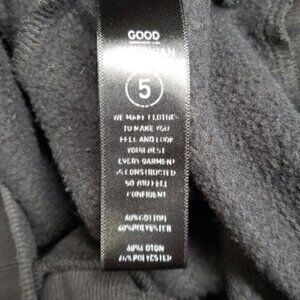 GOOD
5
WE MAKE CLOTHES
TO MAKE YOU
FEEL AND LOOK
YOUR BEST
EVERY GARMENT
IS CONSTRUCTED
SO YOU FEEL
CONFIDENT
60%COTTON
40%POLYESTER
POLYESTER